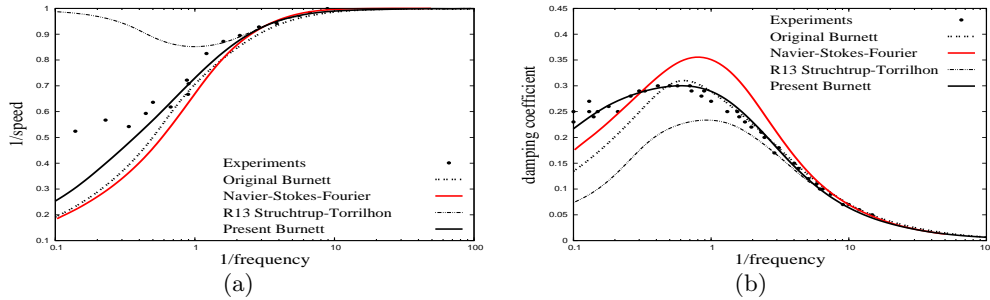 1
0.9
0.8
0.7
0.6
0.5
0.4
0.3
0.2
0.1
0.1
1
10
100
1/speed
1/frequency
Experiments
Original Burnett
Navier-Stokes-Fourier
R13 Struchtrup-Torrilhon
Present Burnett
(a)
0.45
0.4
0.35
0.3
0.25
0.2
0.15
0.1
0.05
0
0.1
1
10
100
damping coefficient
1/frequency
Experiments
Original Burnett
Navier-Stokes-Fourier
R13 Struchtrup-Torrilhon
Present Burnett
(b)